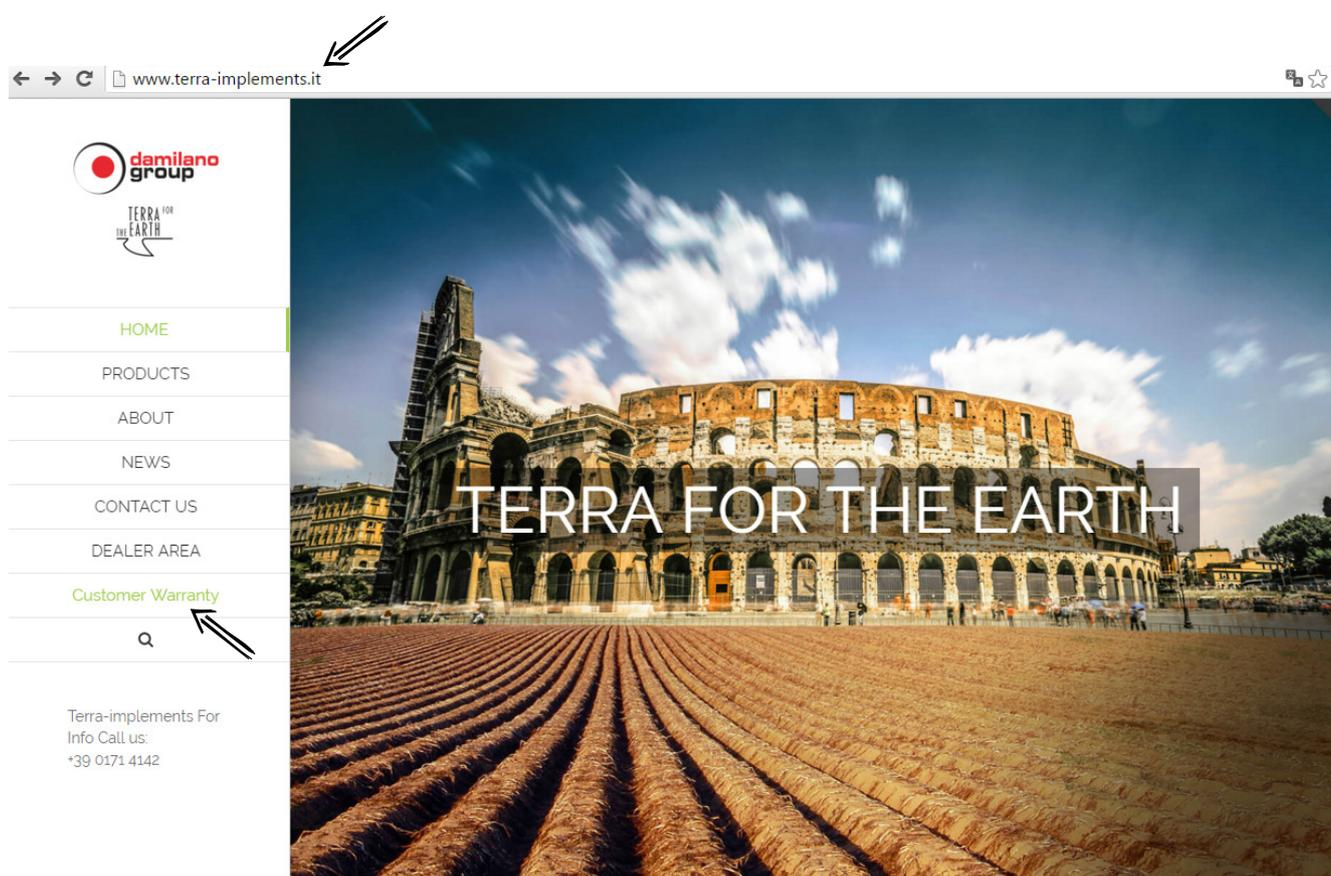 www.terra-implements.it
damilano
group
TERRA FOR
THE EARTH
HOME
PRODUCTS
ABOUT
NEWS
CONTACT US
DEALER AREA
Customer Warranty
Terra-implements For
Info Call us:
+39 0171 4142
TERRA FOR THE EARTH